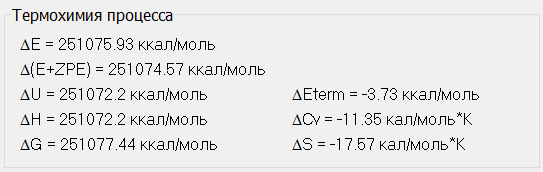 Термохимия процесса
ΔE = 251075.93 ккал/моль
Δ(E+ZPE) = 251074.57 ккал/моль
ΔU = 251072.2 ккал/моль
ΔEterm = -3.73 ккал/моль
ΔH = 251072.2 ккал/моль
ΔCv = -11.35 кал/моль*K
ΔG = 251077.44 ккал/моль
ΔS = -17.57 кал/моль*K